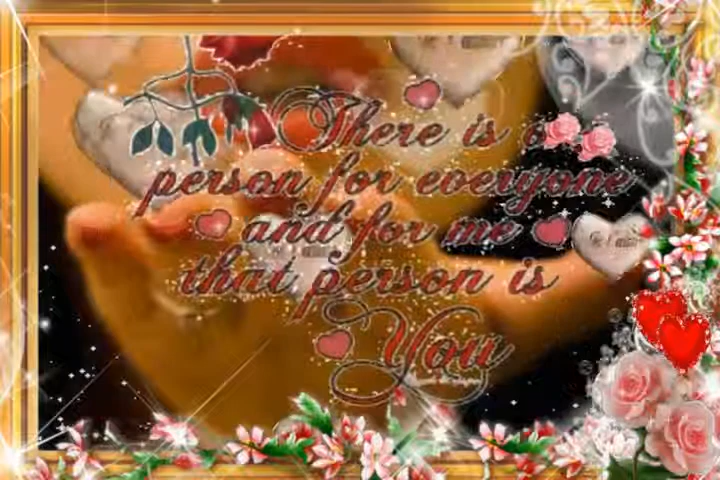 There is
person for everyone
and for me
that person is
You